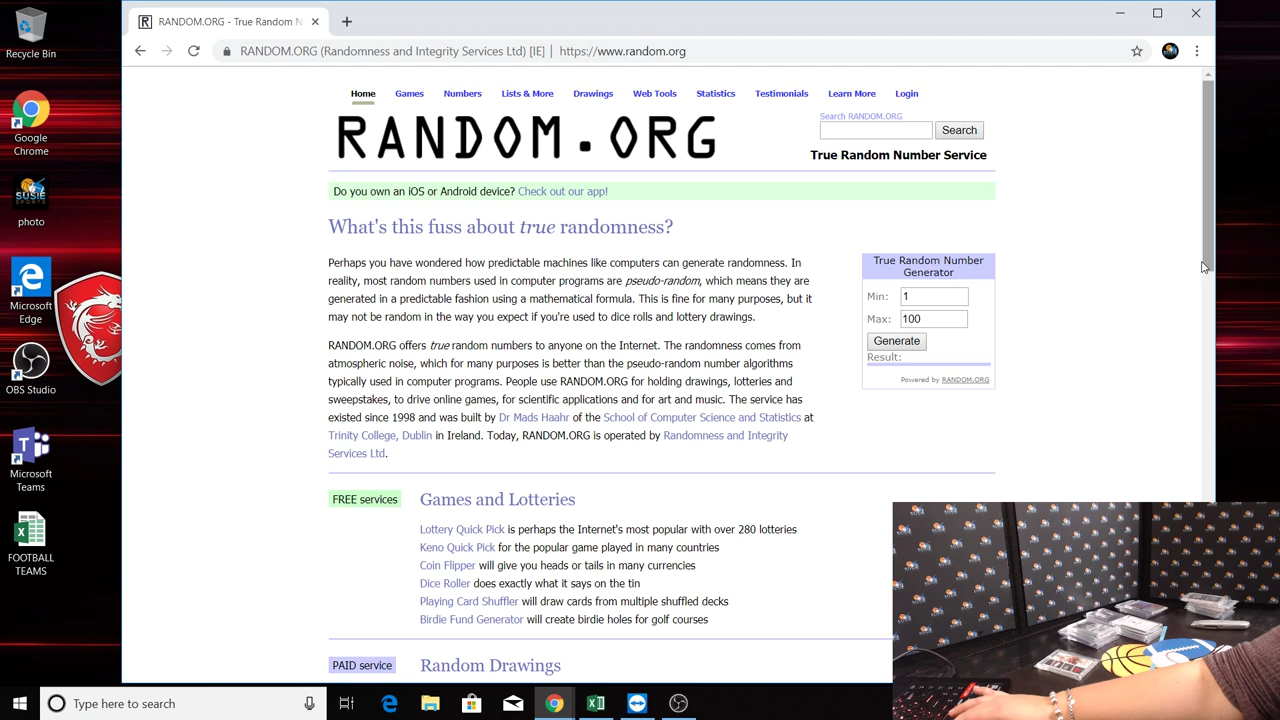 Recycle Bin
Google Chrome
SUSIE SPORTS
photo
Microsoft Edge
OBS Studio
Microsoft Teams
FOOTBALL TEAMS
RANDOM.ORG - True Random N
RANDOM.ORG (Randomness and Integrity Services Ltd) [IE] | https://www.random.org
Home Games Numbers Lists & More Drawings Web Tools Statistics Testimonials Learn More Login
RANDOM.ORG
Search RANDOM.ORG
Search
True Random Number Service
Do you own an iOS or Android device? Check out our app!
What's this fuss about true randomness?
Perhaps you have wondered how predictable machines like computers can generate randomness. In
reality, most random numbers used in computer programs are pseudo-random, which means they are
generated in a predictable fashion using a mathematical formula. This is fine for many purposes, but it
may not be random in the way you expect if you're used to dice rolls and lottery drawings.
RANDOM.ORG offers true random numbers to anyone on the Internet. The randomness comes from
atmospheric noise, which for many purposes is better than the pseudo-random number algorithms
typically used in computer programs. People use RANDOM.ORG for holding drawings, lotteries and
sweepstakes, to drive online games, for scientific applications and for art and music. The service has
existed since 1998 and was built by Dr Mads Haahr of the School of Computer Science and Statistics at
Trinity College, Dublin in Ireland. Today, RANDOM.ORG is operated by Randomness and Integrity
Services Ltd.
True Random Number
Generator
Min: 1
Max: 100
Generate
Result:
Powered by RANDOM.ORG
FREE services
Games and Lotteries
Lottery Quick Pick is perhaps the Internet's most popular with over 280 lotteries
Keno Quick Pick for the popular game played in many countries
Coin Flipper will give you heads or tails in many currencies
Dice Roller does exactly what it says on the tin
Playing Card Shuffler will draw cards from multiple shuffled decks
Birdie Fund Generator will create birdie holes for golf courses
PAID service
Random Drawings
Type here to search